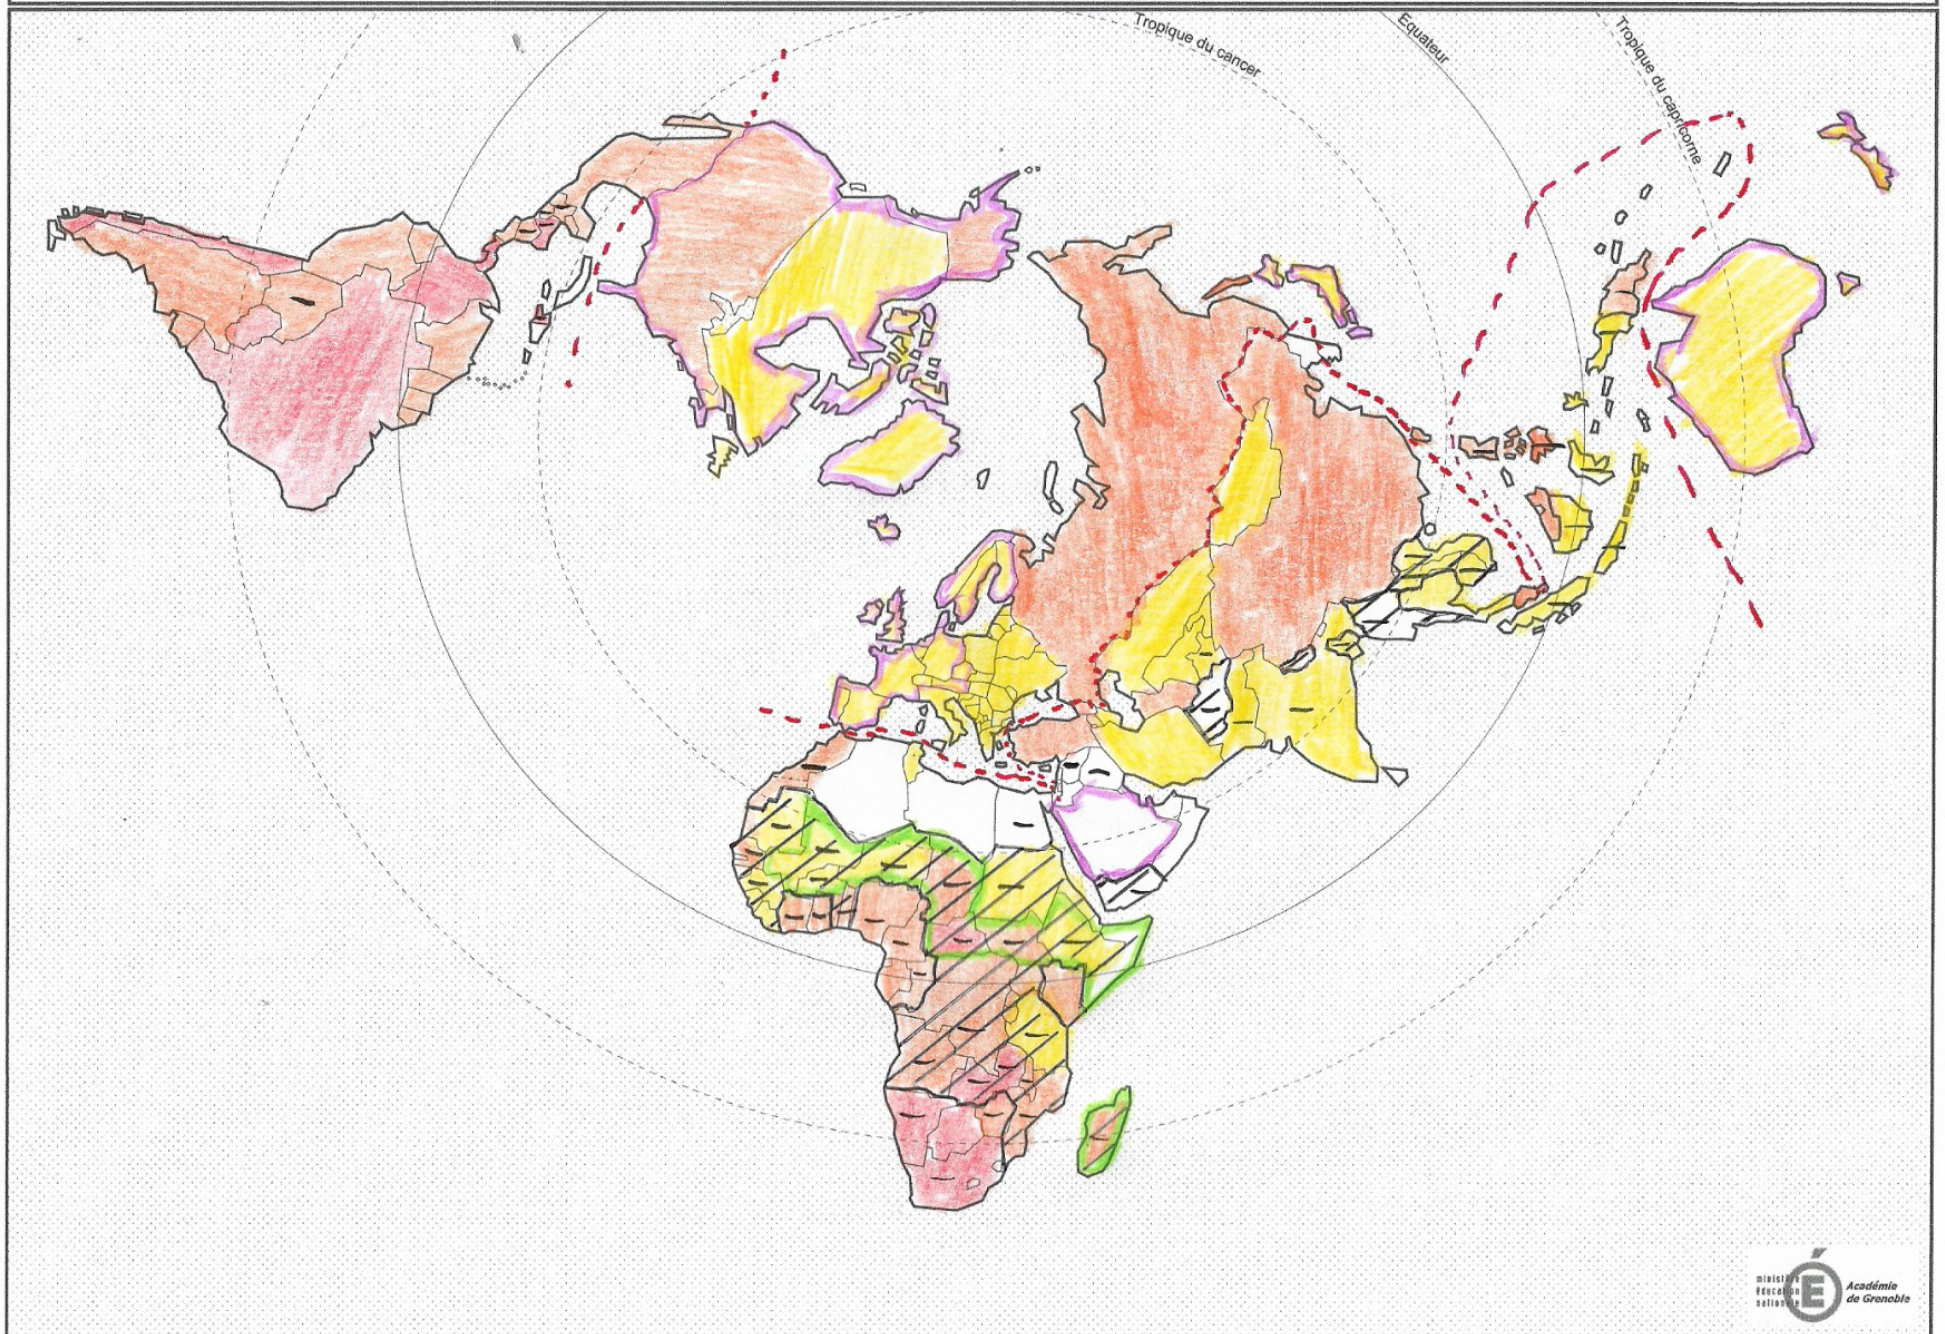 Tropique du cancer
Equateur
Tropique du capricorne
ministère
éducation
nationale
É
Académie
de Grenoble